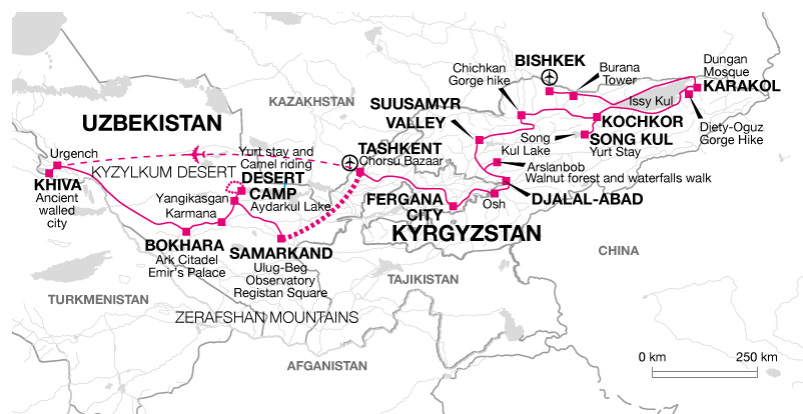 BISHKEK
Burana
Tower
Dungan
Mosque
KARAKOL
Chichkan
Gorge hike
Issy Kul
KAZAKHSTAN
SUUSAMYR
VALLEY
KOCHKOR
Diety-Oguz
Gorge Hike
UZBEKISTAN
Song
Kul Lake
SONG KUL
Yurt Stay
TASHKENT
Chorsu Bazaar
Urgench
Yurt stay and
Camel riding
KYZYLKUM DESERT
DESERT
CAMP
Aydarkul Lake
Arslanbob
Walnut forest and waterfalls walk
KHIVA
Ancient
walled
city
Yangikasgan
Karmana
FERGANA
CITY
Osh
DJALAL-ABAD
KYRGYZSTAN
BOKHARA
Ark Citadel
Emir's Palace
SAMARKAND
Ulug-Beg
Observatory
Registan Square
CHINA
TAJIKISTAN
TURKMENISTAN
ZERAFSHAN MOUNTAINS
AFGANISTAN
0 km
250 km